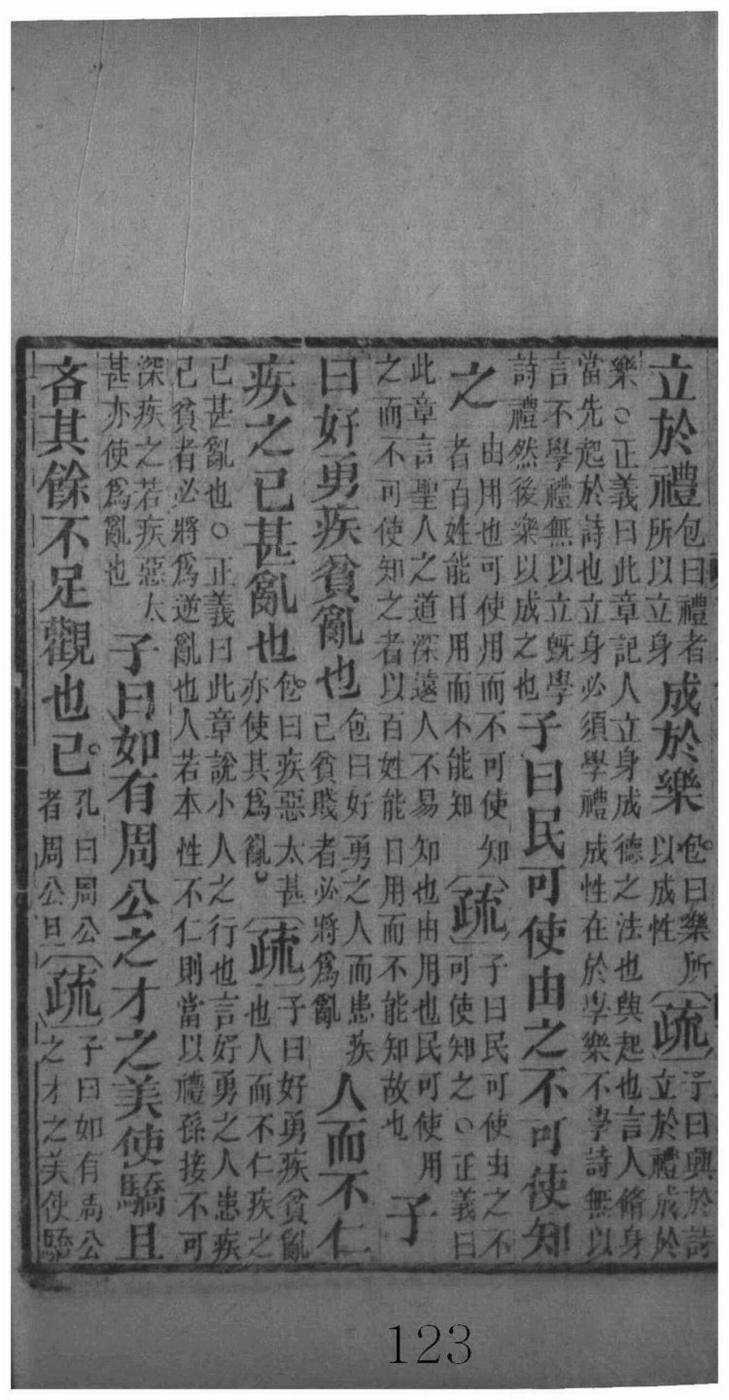 立於禮包曰禮者所以立身成於樂包曰樂所以成性疏子曰興於詩立於禮成於
樂○正義曰此章記人立身成德之法也興起也言人脩身
當先起於詩也立身必須學禮成性在於學樂不學詩無以
言不學禮無以立旣學詩禮然後樂以成之也子曰民可使由之不可使知
之由用也可使用而不可使知者百姓能日用而不能知疏子曰民可使由之不可使知之○正義曰
此章言聖人之道深遠人不易知也由用也民可使用
之而不可使知之者以百姓能日用而不能知故也子
曰好勇疾貧亂也包曰好勇之人而患疾己貧賤者必將爲亂人而不仁
疾之已甚亂也包曰疾惡太甚亦使其爲亂疏子曰好勇疾貧亂也人而不仁疾之
已甚亂也○正義曰此章說小人之行也言好勇之人患疾
己貧者必將爲逆亂也人若本性不仁則當以禮孫接不可
深疾之若疾惡太甚亦使爲亂也子曰如有周公之才之美使驕且
吝其餘不足觀也已孔曰周公者周公旦疏子曰如有周公之才之美使驕
123